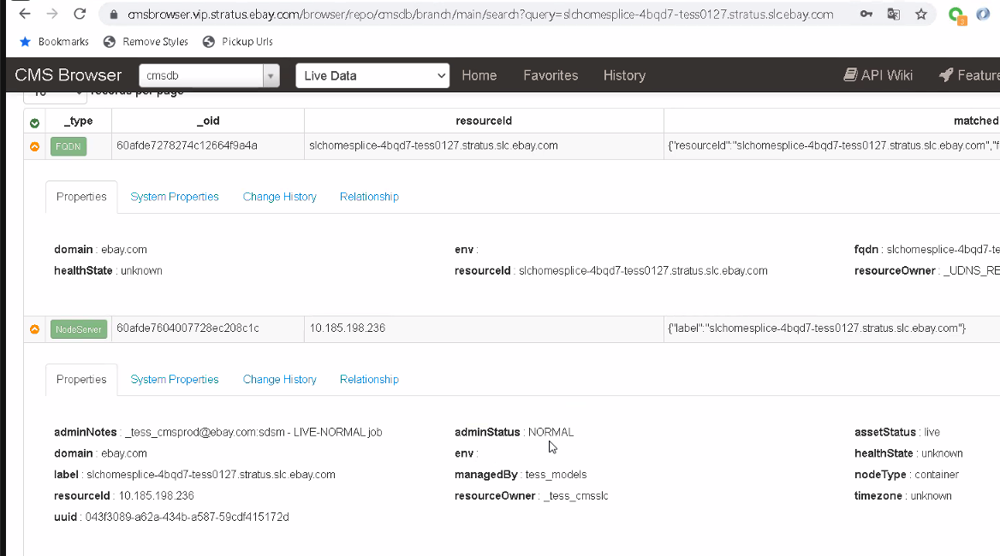 cmsbrowser.vip.stratus.ebay.com/browser/repo/cmsdb/branch/main/search?query=slchomesplice-4bqd7-tess0127.stratus.slc.ebay.com
Bookmarks Remove Styles Pickup Urls
CMS Browser cmsdb Live Data Home Favorites History API Wiki Feature
10 records per page
_type _oid resourceId matched
FQDN 60afde7278274c12664f9a4a slchomesplice-4bqd7-tess0127.stratus.slc.ebay.com {"resourceId":"slchomesplice-4bqd7-tess0127.stratus.slc.ebay.com","f
Properties System Properties Change History Relationship
domain : ebay.com env : fqdn : slchomesplice-4bqd7-te
healthState : unknown resourceId : slchomesplice-4bqd7-tess0127.stratus.slc.ebay.com resourceOwner : _UDNS_RE
NodeServer 60afde7604007728ec208c1c 10.185.198.236 {"label":"slchomesplice-4bqd7-tess0127.stratus.slc.ebay.com"}
Properties System Properties Change History Relationship
adminNotes : _tess_cmsprod@ebay.com:sdsm - LIVE-NORMAL job adminStatus : NORMAL assetStatus : live
domain : ebay.com env : healthState : unknown
label : slchomesplice-4bqd7-tess0127.stratus.slc.ebay.com managedBy : tess_models nodeType : container
resourceId : 10.185.198.236 resourceOwner : _tess_cmsslc timezone : unknown
uuid : 043f3089-a62a-434b-a587-59cdf415172d